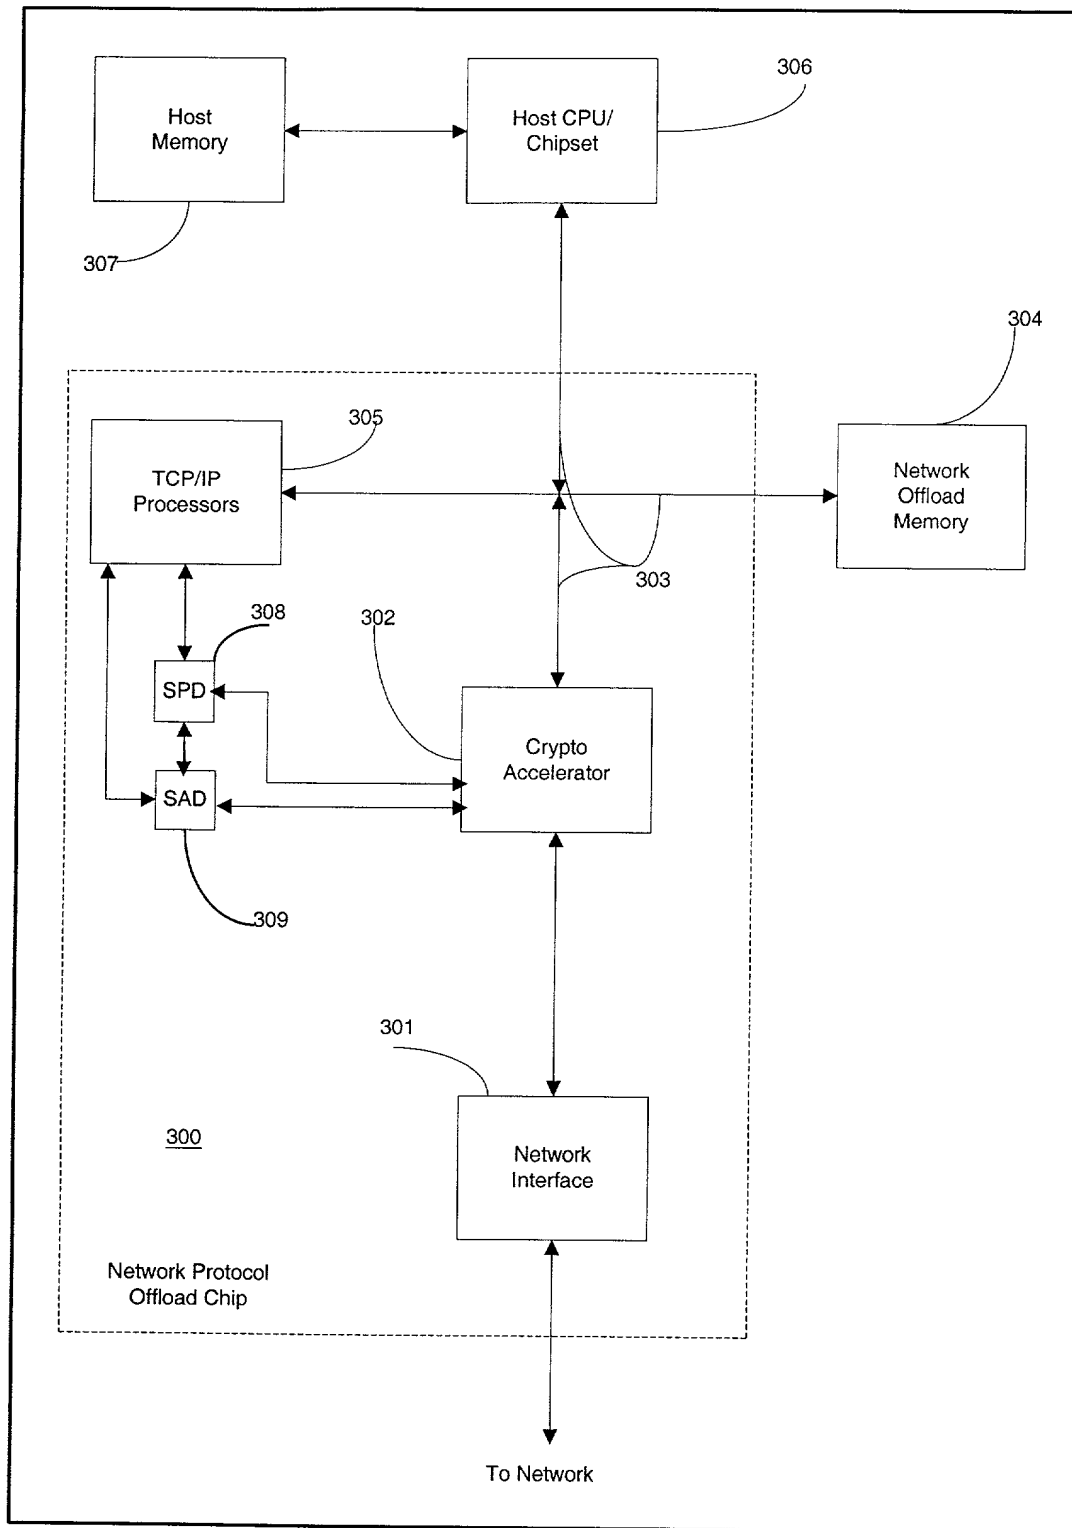 306
Host
Memory
Host CPU/
Chipset
307
304
305
TCP/IP
Processors
Network
Offload
Memory
303
308
302
SPD
Crypto
Accelerator
SAD
309
301
300
Network
Interface
Network Protocol
Offload Chip
To Network